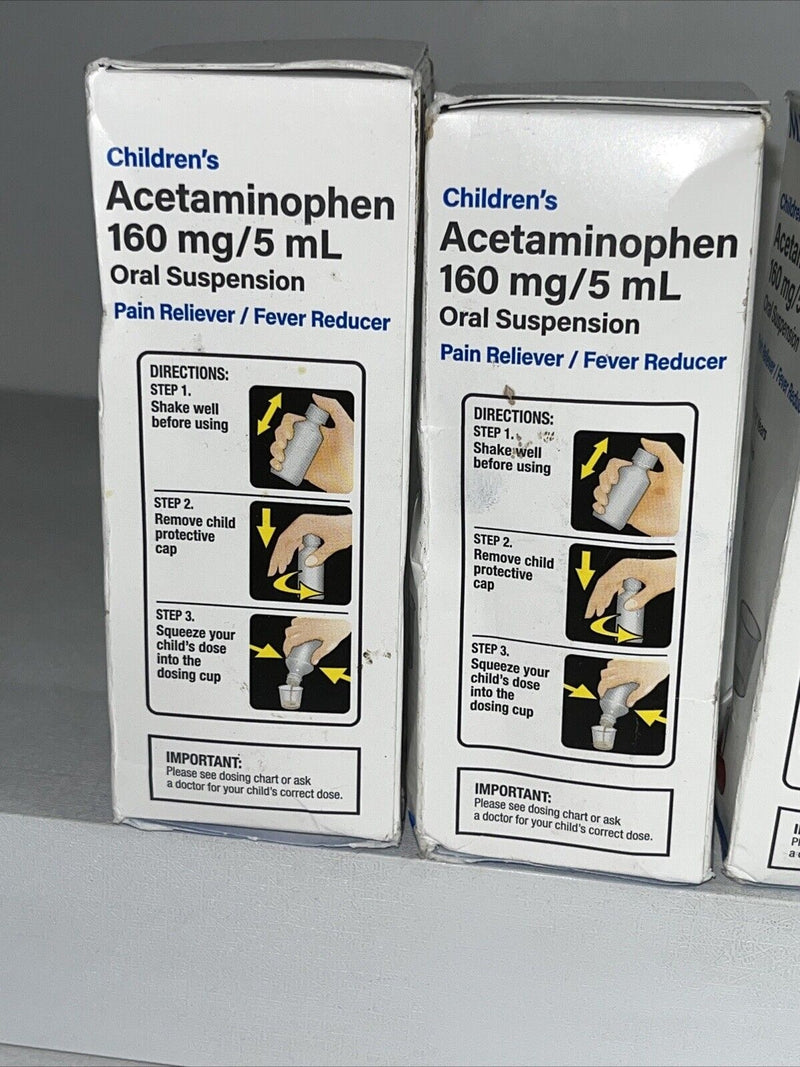 Children's
Acetaminophen
160 mg/5 mL
Oral Suspension
Pain Reliever / Fever Reducer
DIRECTIONS:
STEP 1.
Shake well
before using
STEP 2.
Remove child
protective
cap
STEP 3.
Squeeze your
child's dose
into the
dosing cup
IMPORTANT:
Please see dosing chart or ask
a doctor for your child's correct dose.
Children's
Acetaminophen
160 mg/5 mL
Oral Suspension
Pain Reliever / Fever Reducer
DIRECTIONS:
STEP 1.
Shake well
before using
STEP 2.
Remove child
protective
cap
STEP 3.
Squeeze your
child's dose
into the
dosing cup
IMPORTANT:
Please see dosing chart or ask
a doctor for your child's correct dose.
160 mg/
Oral Suspension